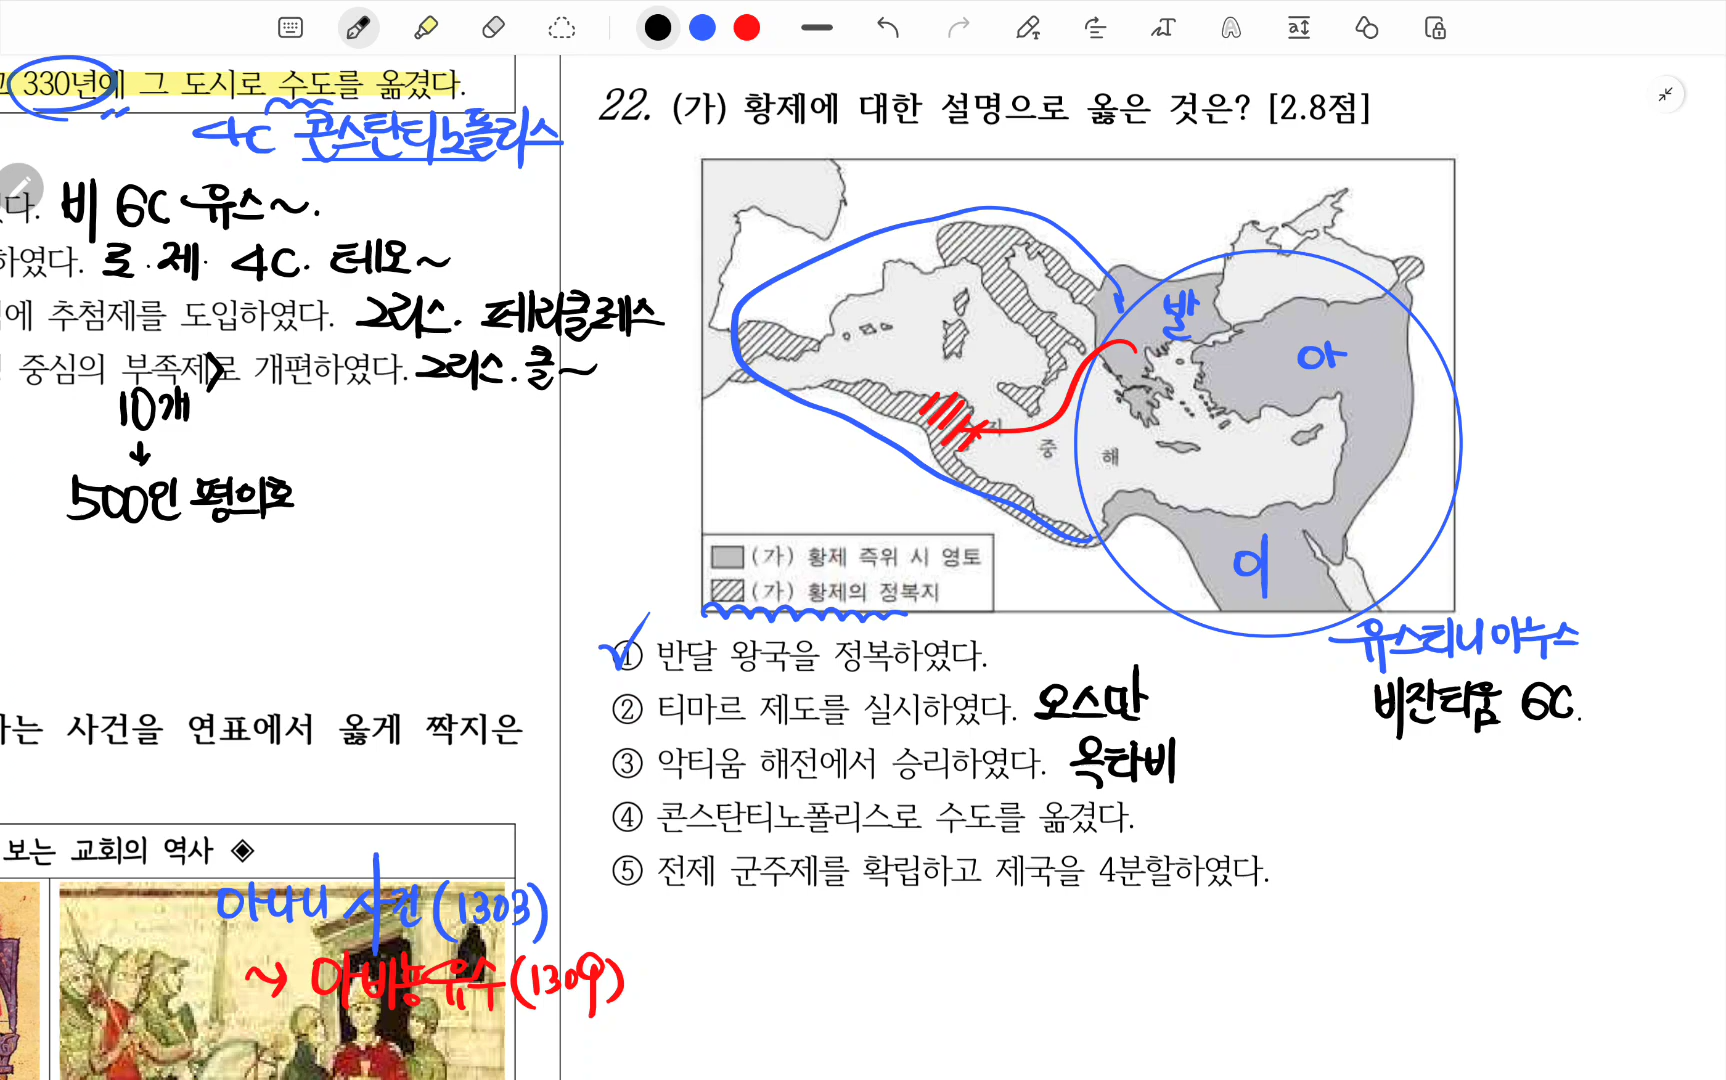 330년에 그 도시로 수도를 옮겼다.
4C 콘스탄티노폴리스
다. 비 6C 유스~.
하였다. 로.제. 4C. 테오~
에 추첨제를 도입하였다. 그리스. 페리클레스
중심의 부족제로 개편하였다. 그리스. 클~
10개
↓
500인 평의회
사건을 연표에서 옳게 짝지은
보는 교회의 역사 ◈
아나니 사건(1303)
~> 아비뇽유수(1309)
22. (가) 황제에 대한 설명으로 옳은 것은? [2.8점]
발
아
지
중
해
이
(가) 황제 즉위 시 영토
(가) 황제의 정복지
유스티니아누스
비잔티움 6C.
① 반달 왕국을 정복하였다.
② 티마르 제도를 실시하였다. 오스만
③ 악티움 해전에서 승리하였다. 옥타비
④ 콘스탄티노폴리스로 수도를 옮겼다.
⑤ 전제 군주제를 확립하고 제국을 4분할하였다.